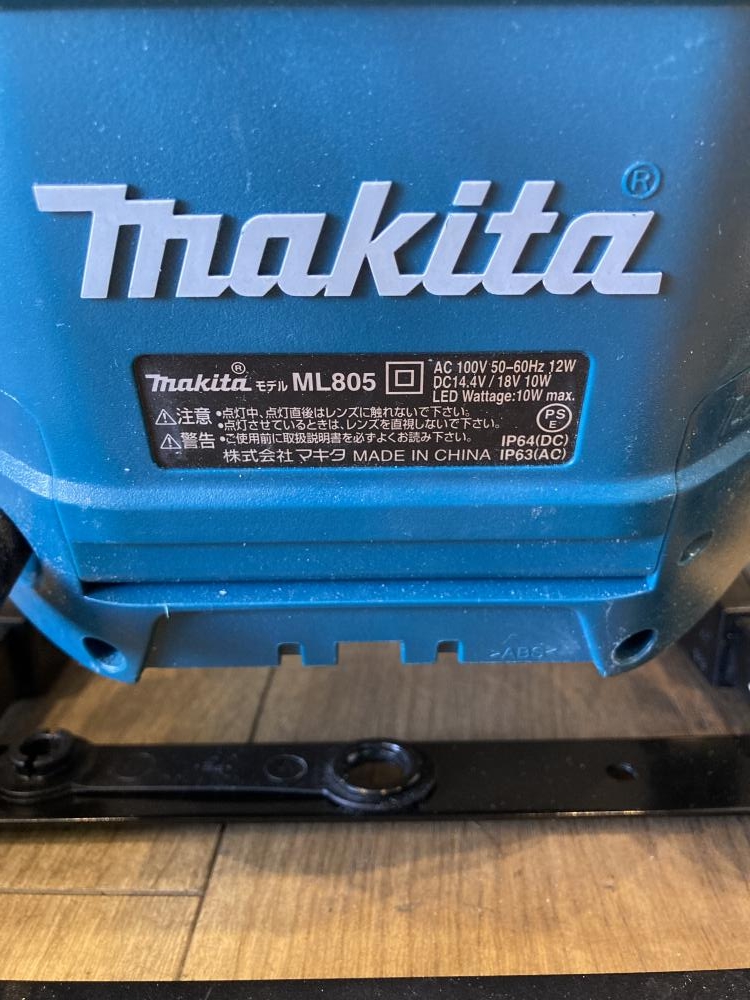 makita®
makita® モデル ML805 AC 100V 50-60Hz 12W
DC14.4V / 18V 10W
LED Wattage:10W max.
注意 •点灯中、点灯直後はレンズに触れないで下さい。
•点灯させているときは、レンズを直視しないで下さい。
警告 •ご使用前に取扱説明書を必ずよくお読み下さい。
PS
E
IP64(DC)
株式会社マキタ MADE IN CHINA IP63(AC)
>ABS<